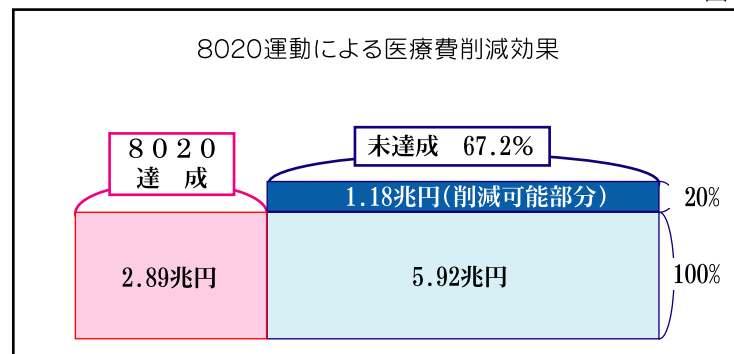 8020運動による医療費削減効果
８０２０
達　成
未達成　67.2％
1.18兆円（削減可能部分）
20%
2.89兆円
5.92兆円
100%